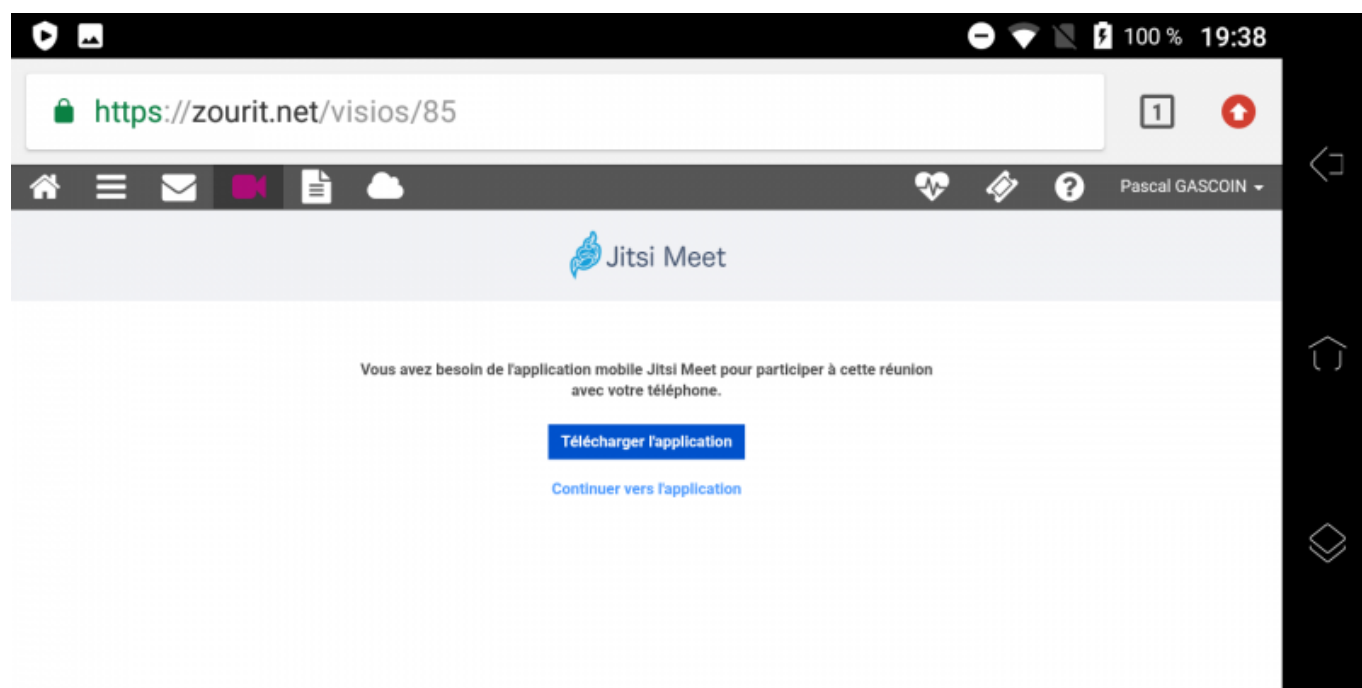 100 % 19:38
https://zourit.net/visios/85
1
? Pascal GASCOIN
Jitsi Meet
Vous avez besoin de l'application mobile Jitsi Meet pour participer à cette réunion
avec votre téléphone.
Télécharger l'application
Continuer vers l'application